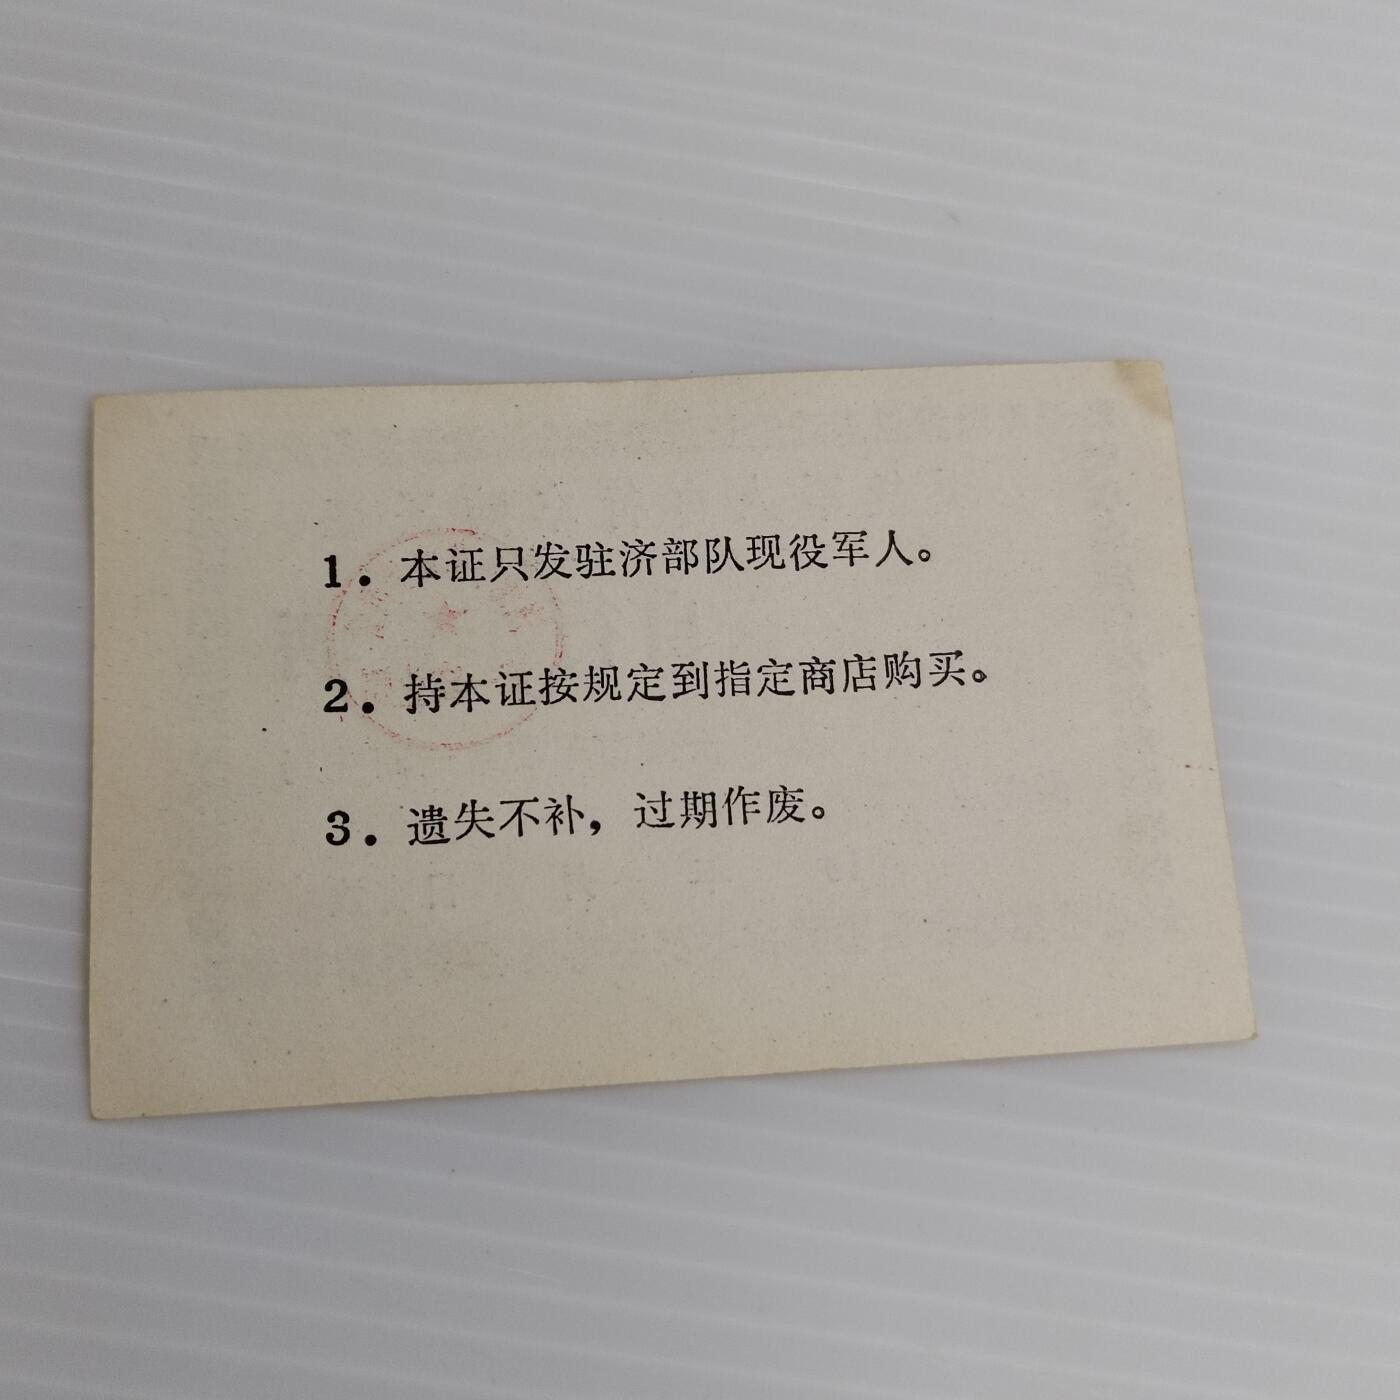 1. 本证只发驻济部队现役军人。
2. 持本证按规定到指定商店购买。
3. 遗失不补，过期作废。